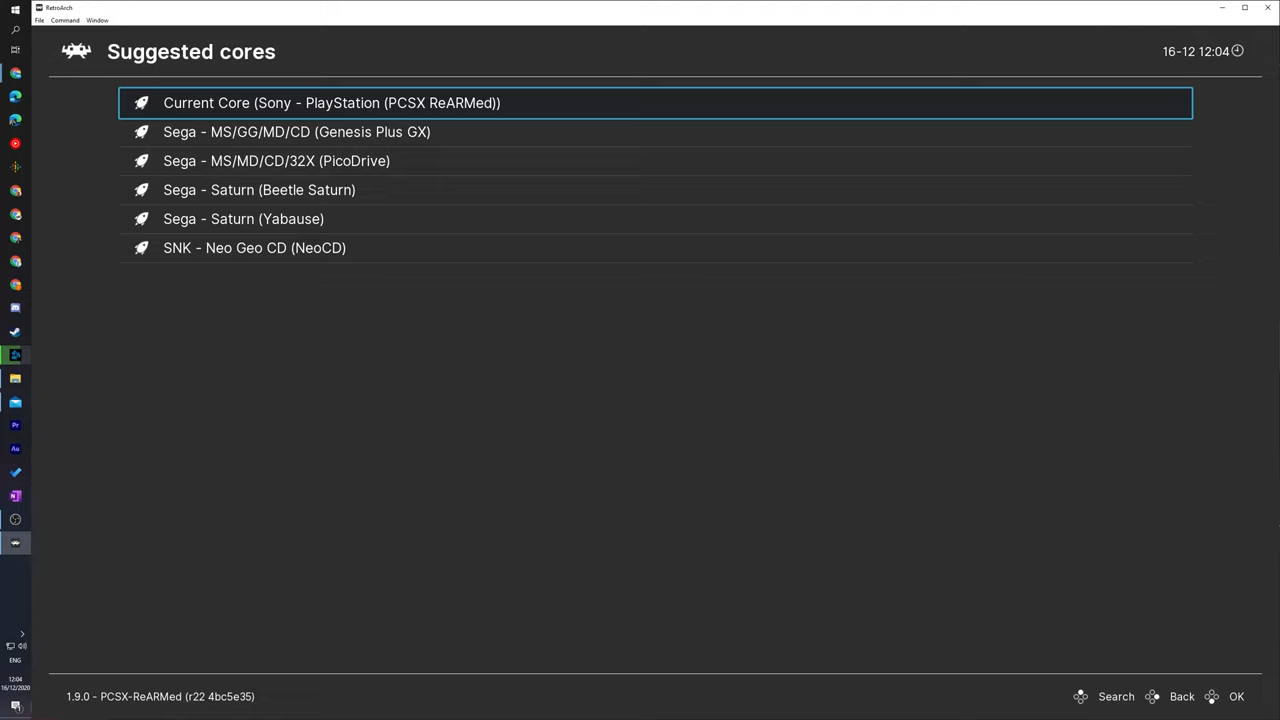 RetroArch
File Command Window
Suggested cores
16-12 12:04
Current Core (Sony - PlayStation (PCSX ReARMed))
Sega - MS/GG/MD/CD (Genesis Plus GX)
Sega - MS/MD/CD/32X (PicoDrive)
Sega - Saturn (Beetle Saturn)
Sega - Saturn (Yabause)
SNK - Neo Geo CD (NeoCD)
Pr
Au
ENG
12:04
16/12/2020
1.9.0 - PCSX-ReARMed (r22 4bc5e35)
Search Back OK